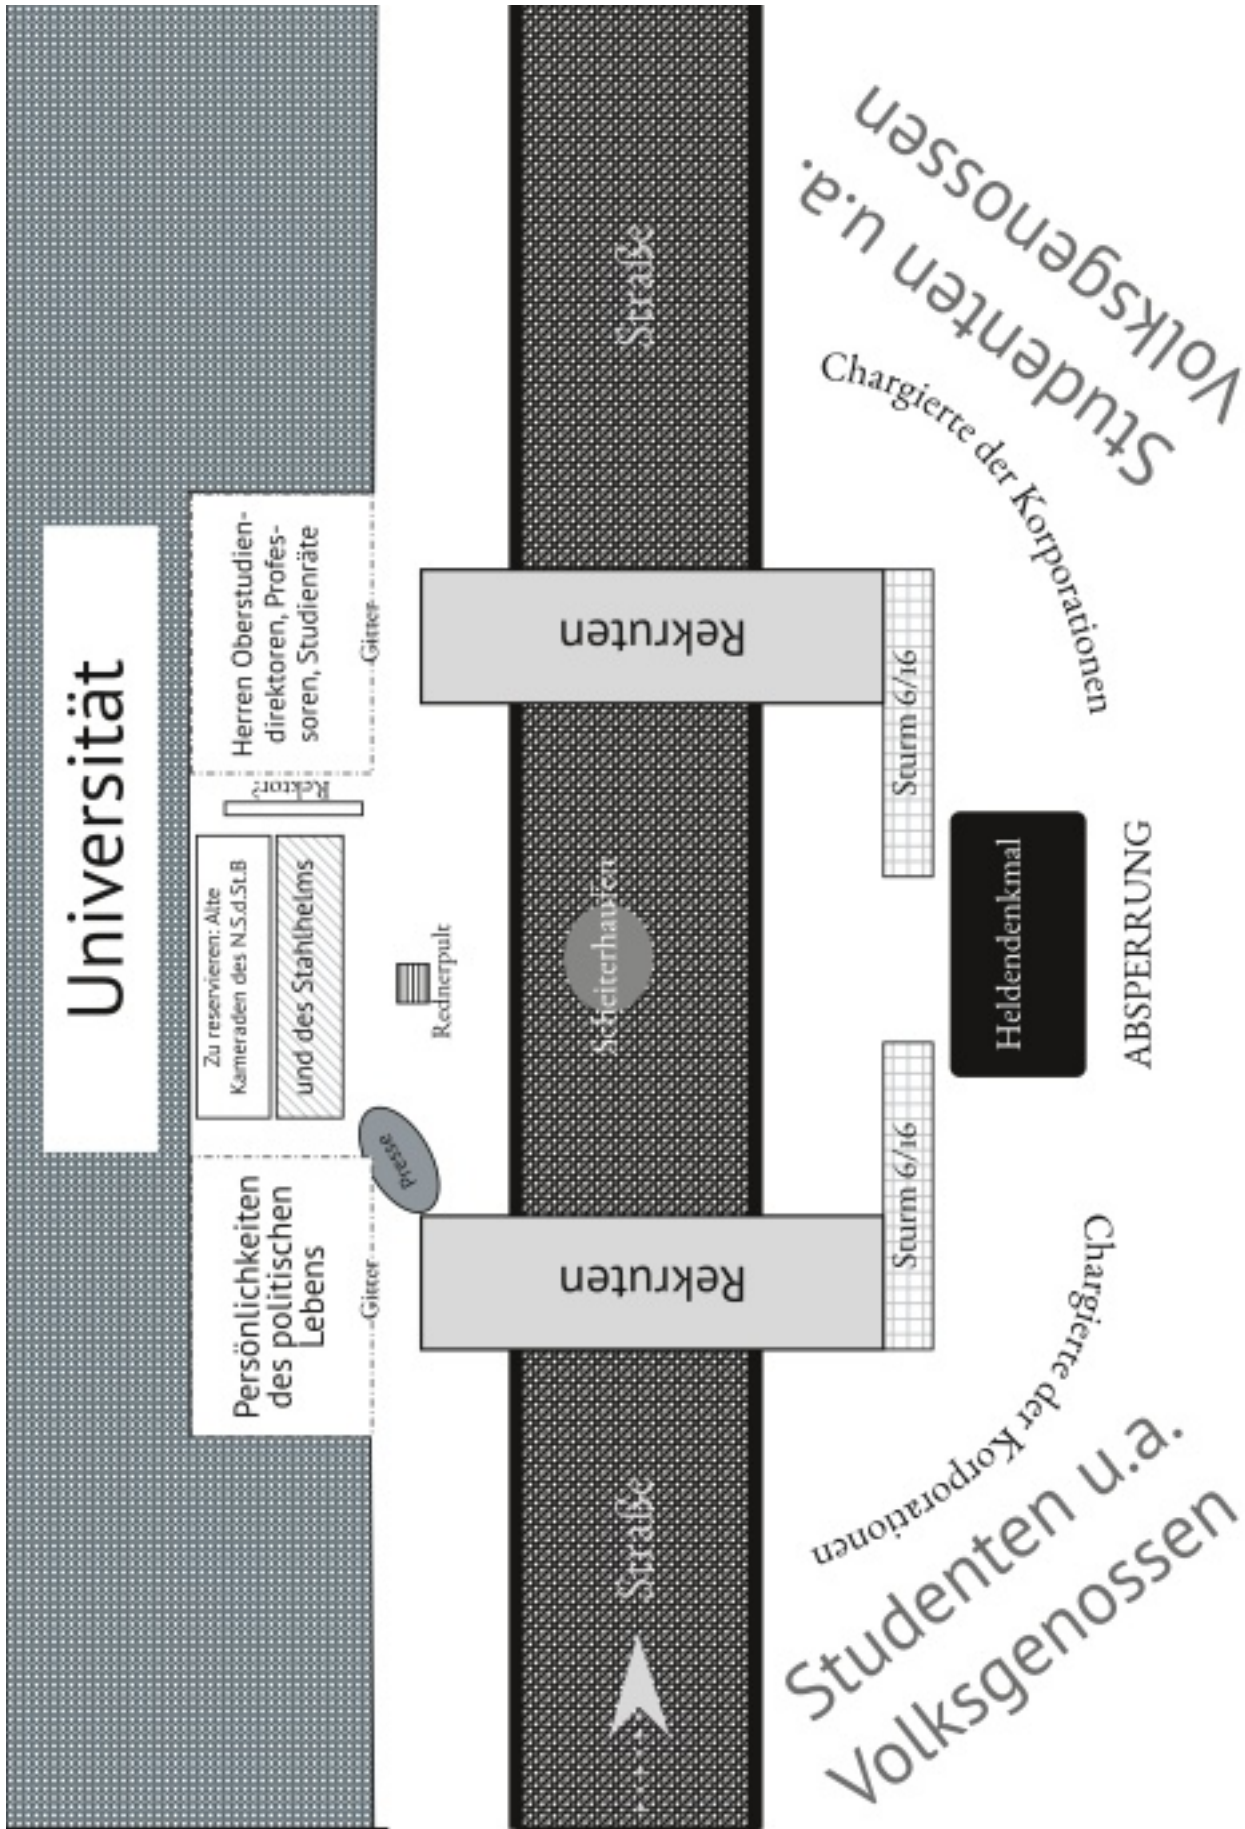 Universität
Persönlichkeiten
des politischen
Lebens
Gitter
Zu reservieren: Alte
Kameraden des N.S.d.St.B
und des Stahlhelms
Rektor?
Herren Oberstudien-
direktoren, Profes-
soren, Studienräte
Gitter
Presse
Rednerpult
Straße
Rekruten
Scheiterhaufen
Rekruten
Straße
Sturm 6/16
Sturm 6/16
Heldendenkmal
ABSPERRUNG
Chargierte der Korporationen
Chargierte der Korporationen
Studenten u.a.
Volksgenossen
Studenten u.a.
Volksgenossen